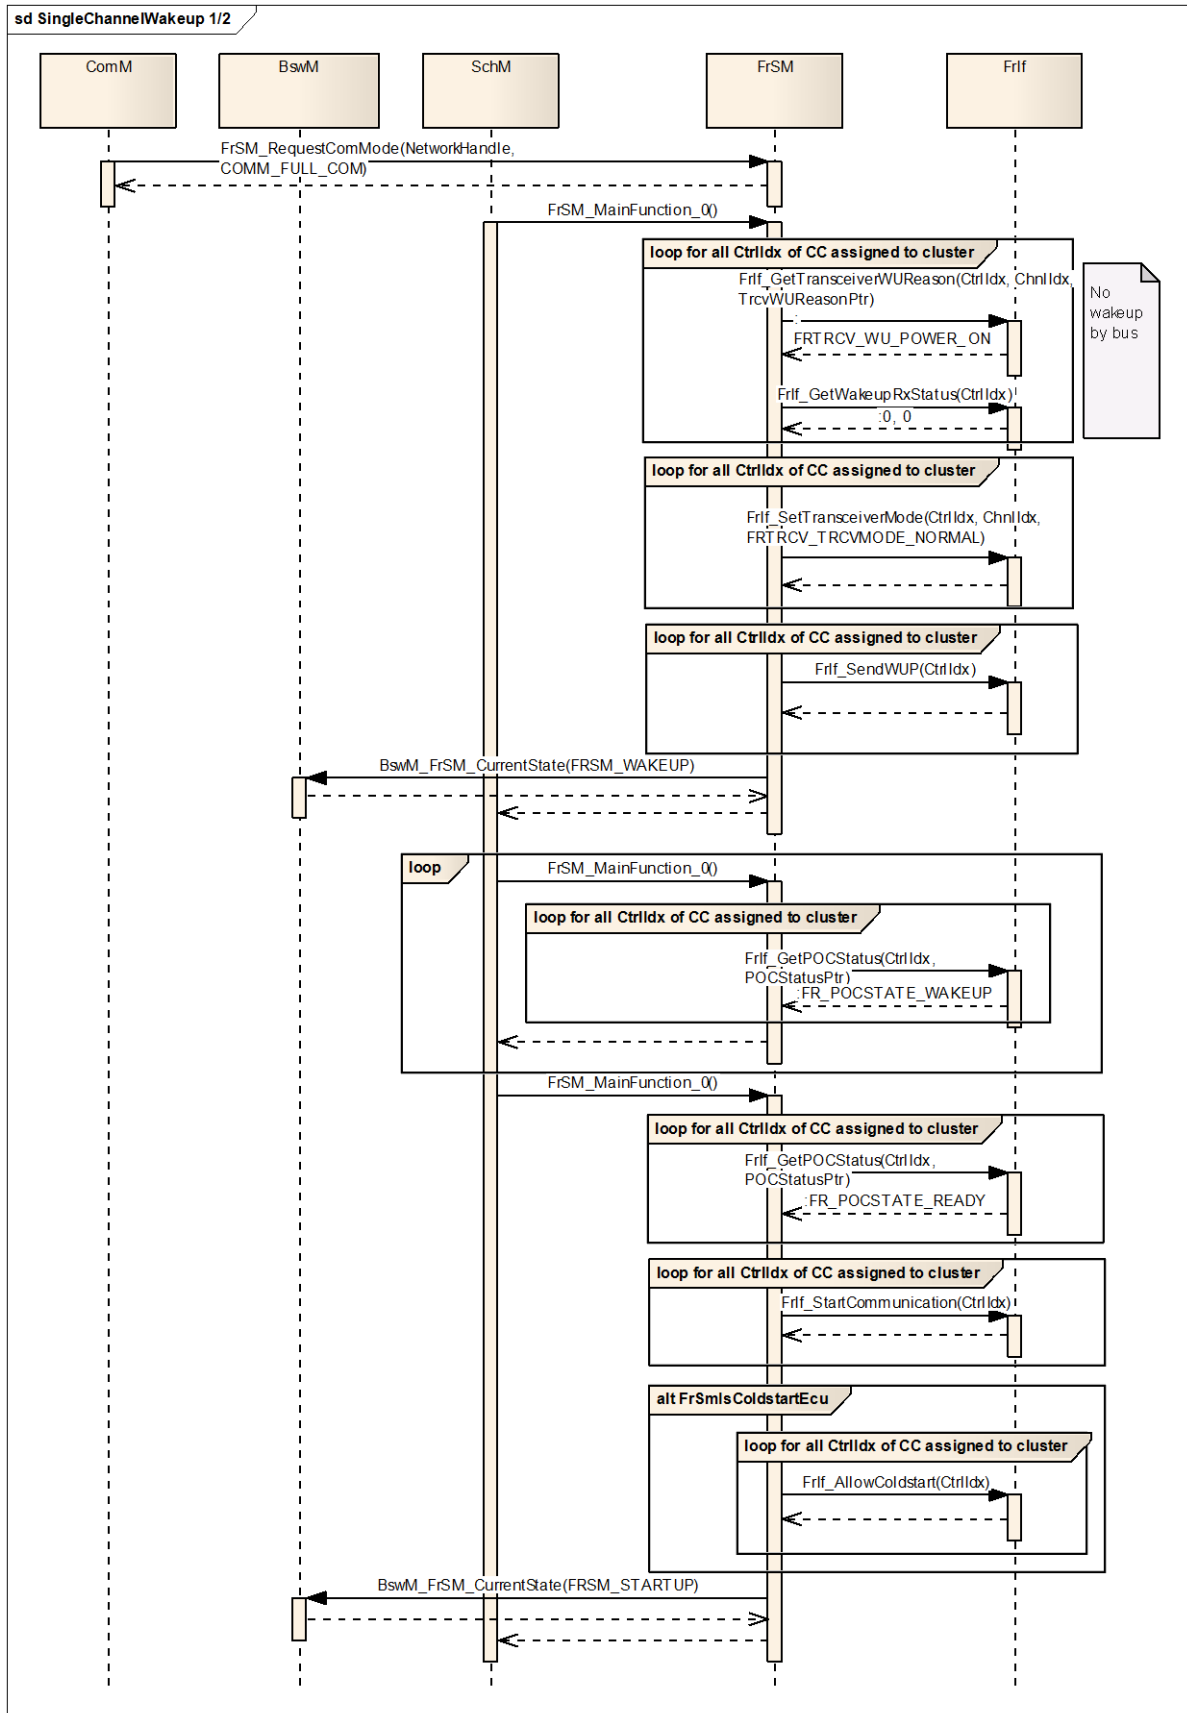 sd SingleChannelWakeup 1/2
ComM
BswM
SchM
FrSM
FrIf
FrSM_RequestComMode(NetworkHandle,
COMM_FULL_COM)
FrSM_MainFunction_0()
loop for all CtrlIdx of CC assigned to cluster
FrIf_GetTransceiverWUReason(CtrlIdx, ChnlIdx,
TrcvWUReasonPtr)
No
wakeup
by bus
:
FRTRCV_WU_POWER_ON
FrIf_GetWakeupRxStatus(CtrlIdx)
:0, 0
loop for all CtrlIdx of CC assigned to cluster
FrIf_SetTransceiverMode(CtrlIdx, ChnlIdx,
FRTRCV_TRCVMODE_NORMAL)
loop for all CtrlIdx of CC assigned to cluster
FrIf_SendWUP(CtrlIdx)
BswM_FrSM_CurrentState(FRSM_WAKEUP)
loop
FrSM_MainFunction_0()
loop for all CtrlIdx of CC assigned to cluster
FrIf_GetPOCStatus(CtrlIdx,
POCStatusPtr)
:FR_POCSTATE_WAKEUP
FrSM_MainFunction_0()
loop for all CtrlIdx of CC assigned to cluster
FrIf_GetPOCStatus(CtrlIdx,
POCStatusPtr)
:FR_POCSTATE_READY
loop for all CtrlIdx of CC assigned to cluster
FrIf_StartCommunication(CtrlIdx)
alt FrSmIsColdstartEcu
loop for all CtrlIdx of CC assigned to cluster
FrIf_AllowColdstart(CtrlIdx)
BswM_FrSM_CurrentState(FRSM_STARTUP)